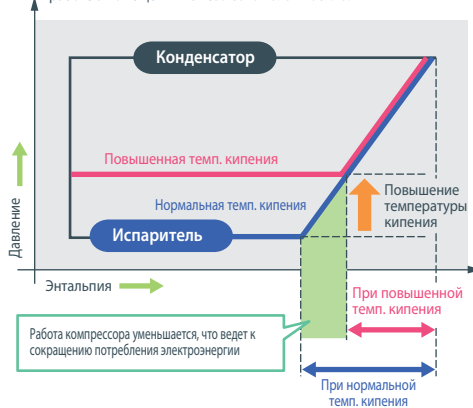 Конденсатор
Повышенная темп. кипения
Нормальная темп. кипения
Испаритель
Повышение
температуры
кипения
Давление
Энтальпия
При повышенной
темп. кипения
Работа компрессора уменьшается, что ведет к
сокращению потребления электроэнергии
При нормальной
темп. кипения